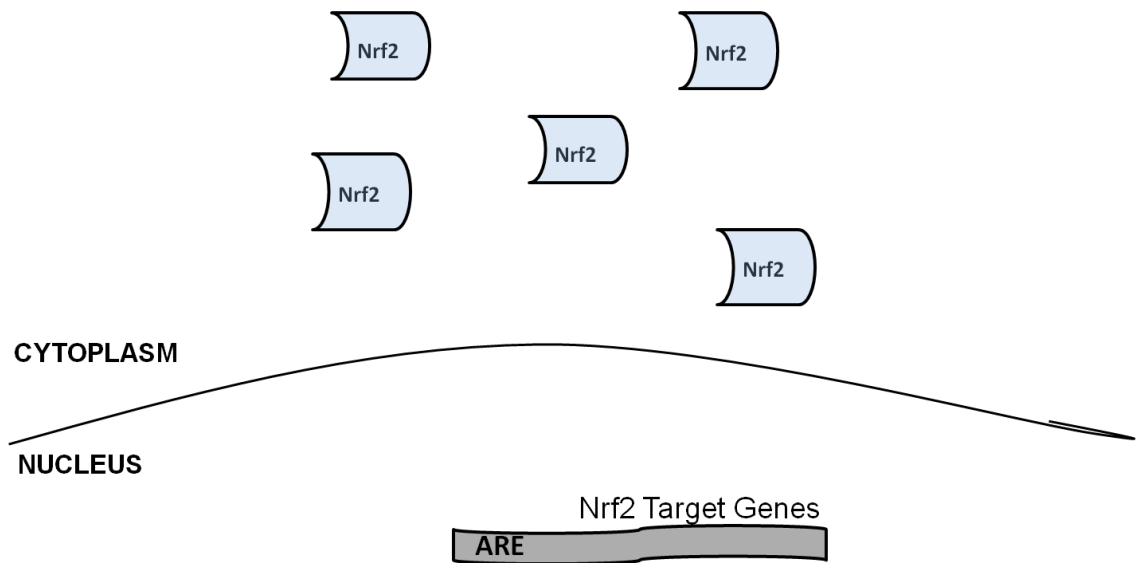 Nrf2
Nrf2
Nrf2
Nrf2
Nrf2
CYTOPLASM
NUCLEUS
Nrf2 Target Genes
ARE